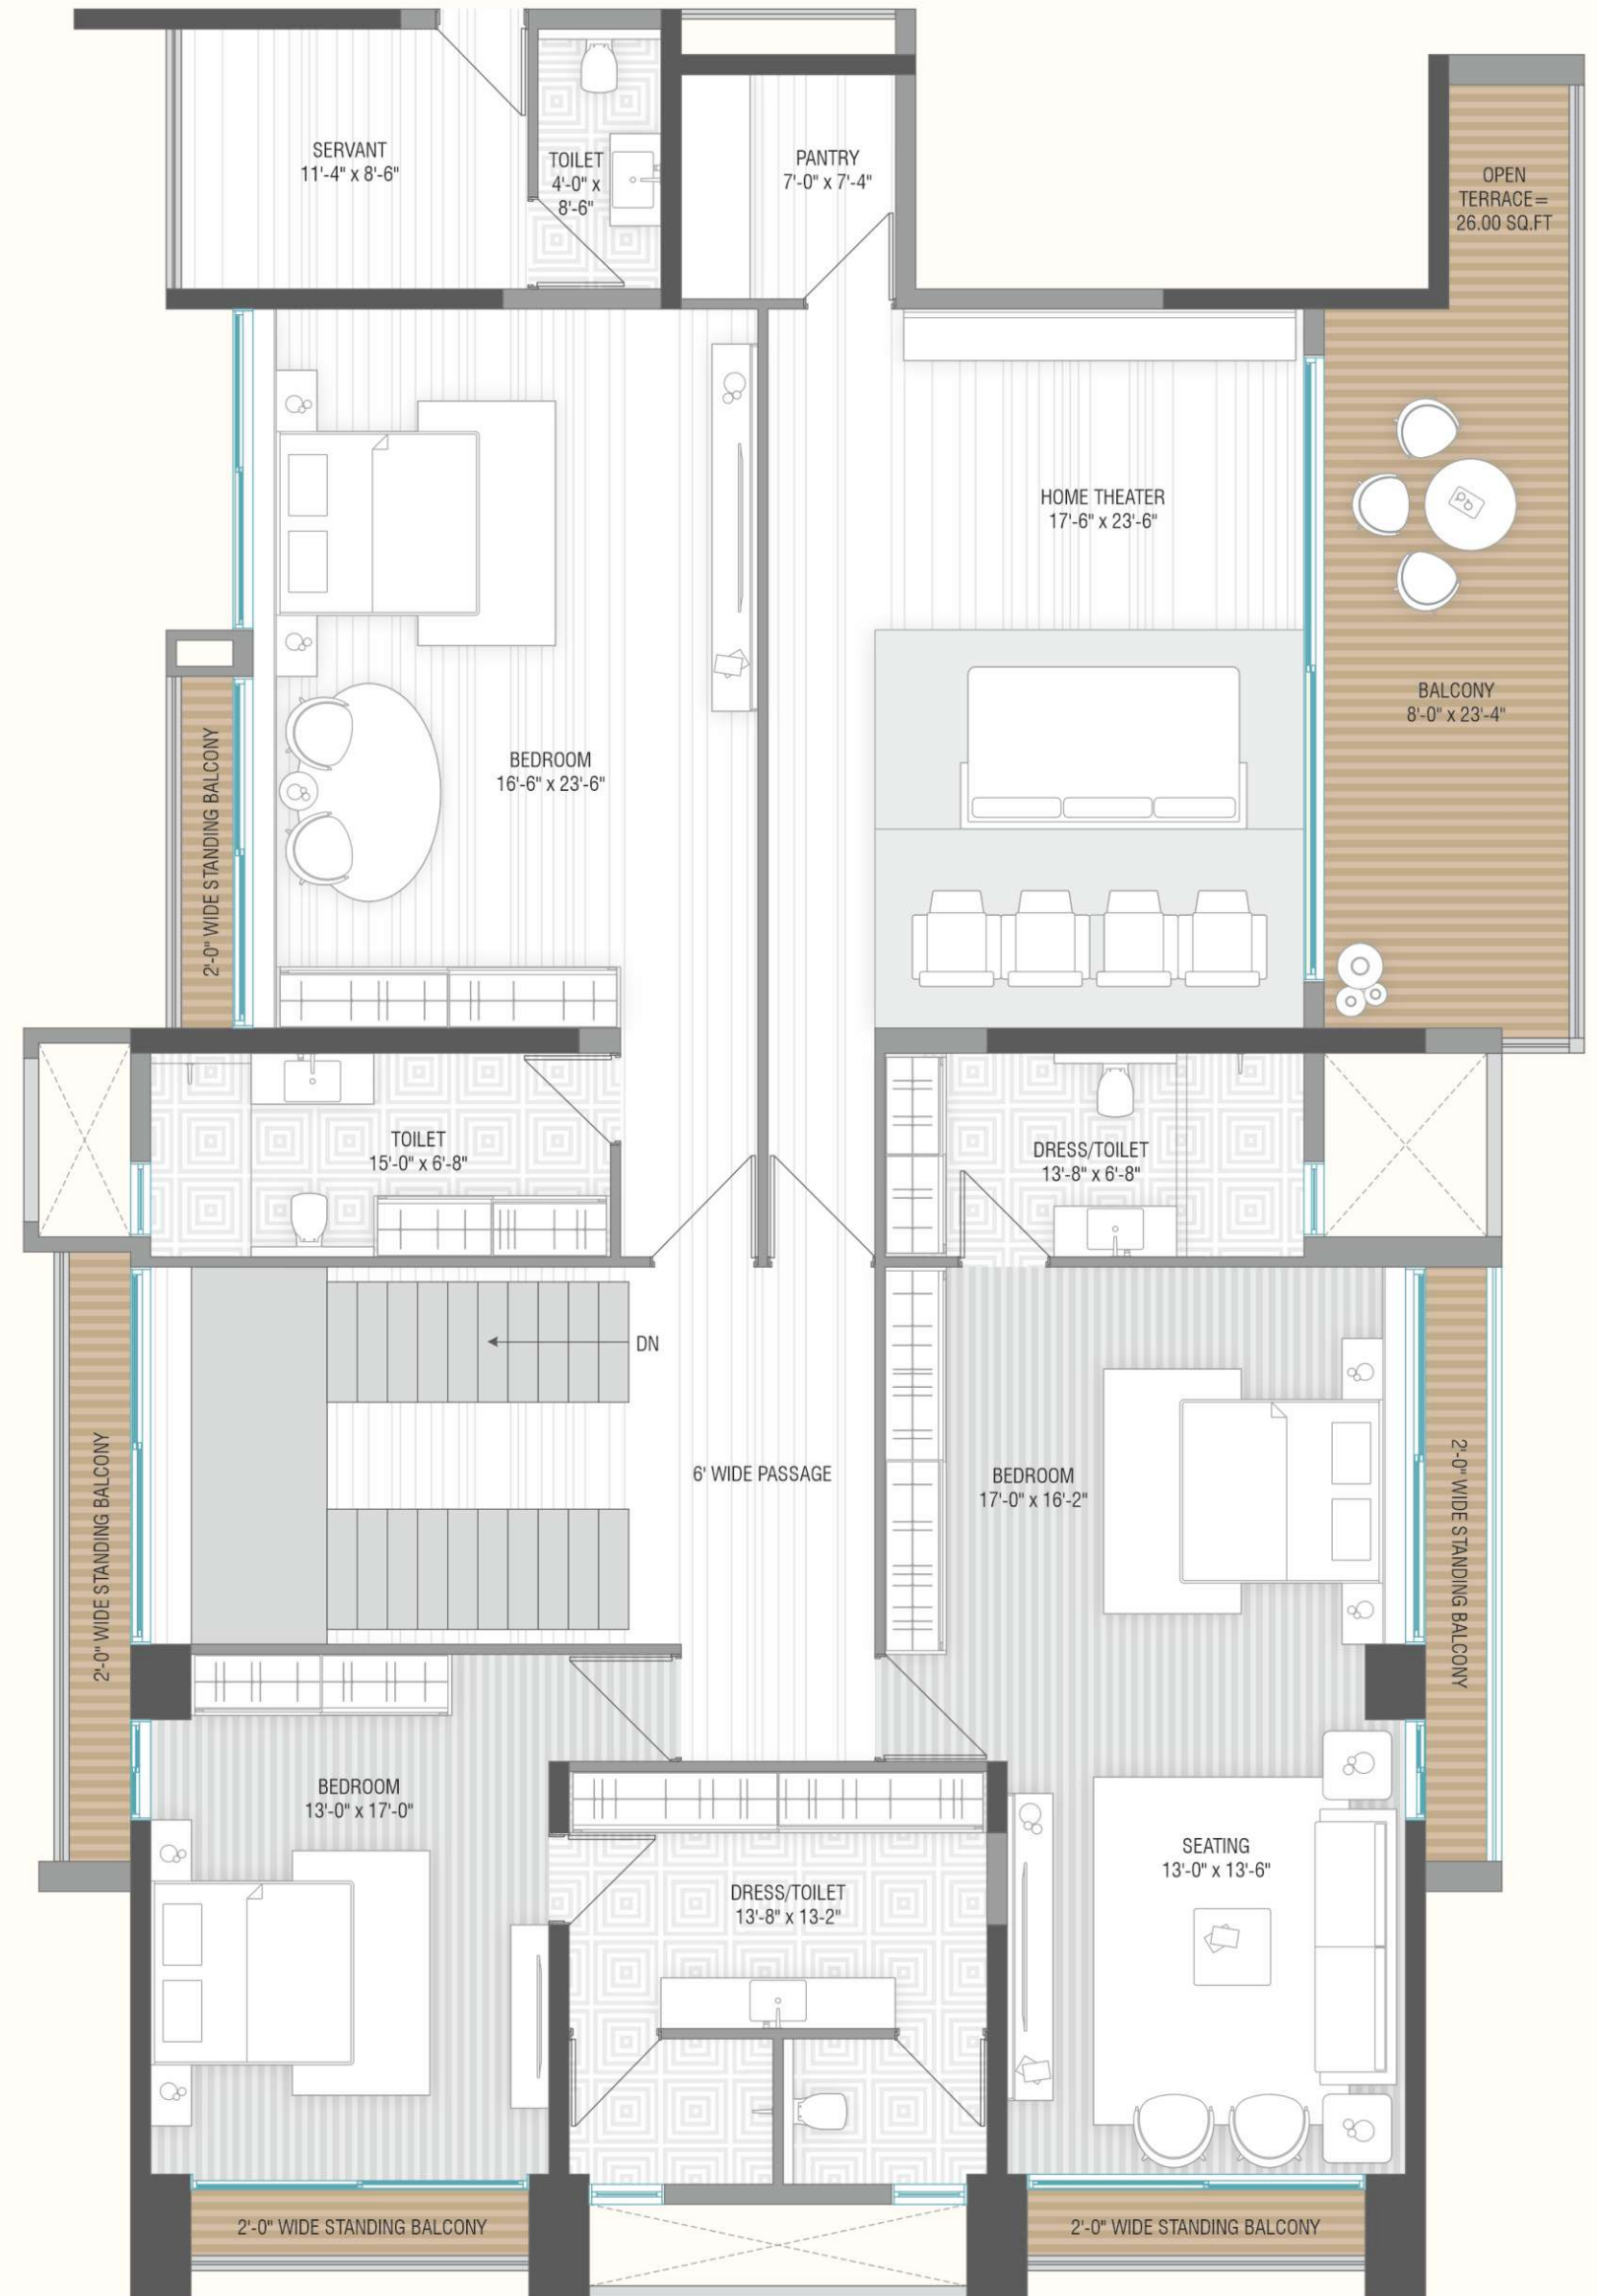 SERVANT
11'-4" x 8'-6"
TOILET
4'-0" x
8'-6"
PANTRY
7'-0" x 7'-4"
OPEN
TERRACE=
26.00 SQ.FT
HOME THEATER
17'-6" x 23'-6"
BALCONY
8'-0" x 23'-4"
BEDROOM
16'-6" x 23'-6"
2'-0" WIDE STANDING BALCONY
TOILET
15'-0" x 6'-8"
DRESS/TOILET
13'-8" x 6'-8"
DN
6' WIDE PASSAGE
BEDROOM
17'-0" x 16'-2"
2'-0" WIDE STANDING BALCONY
2'-0" WIDE STANDING BALCONY
BEDROOM
13'-0" x 17'-0"
SEATING
13'-0" x 13'-6"
DRESS/TOILET
13'-8" x 13-2"
2'-0" WIDE STANDING BALCONY
2'-0" WIDE STANDING BALCONY